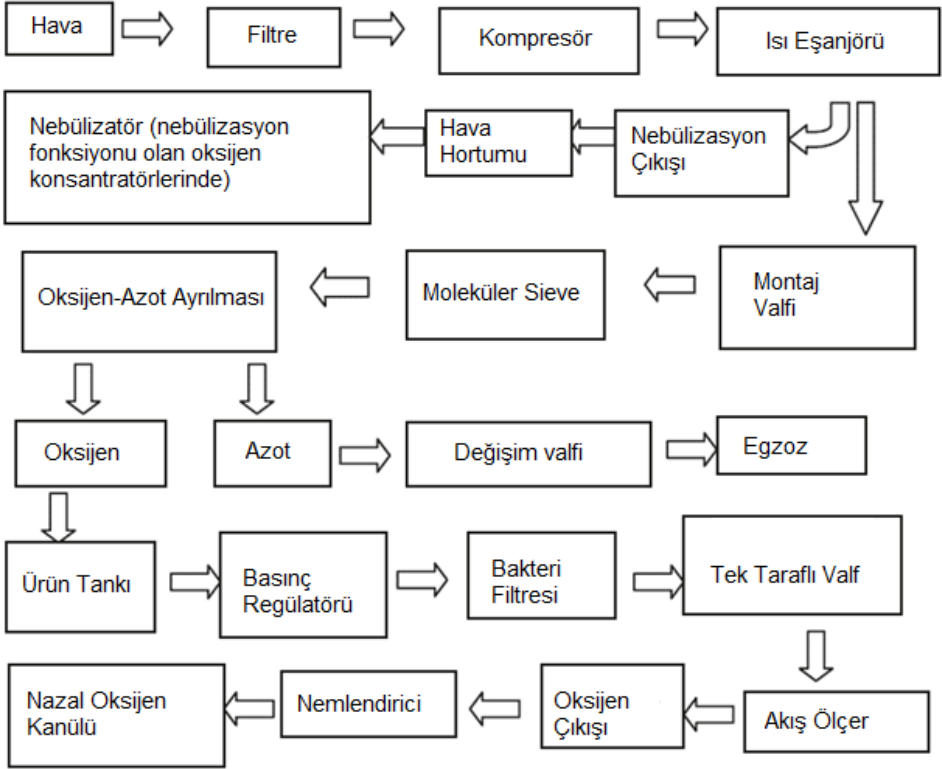 Hava
Filtre
Kompresör
Isı Eşanjörü
Nebülizatör (nebülizasyon
fonksiyonu olan oksijen
konsantratörlerinde)
Hava
Hortumu
Nebülizasyon
Çıkışı
Oksijen-Azot Ayrılması
Moleküler Sieve
Montaj
Valfi
Oksijen
Azot
Değişim valfi
Egzoz
Ürün Tankı
Basınç
Regülatörü
Bakteri
Filtresi
Tek Taraflı Valf
Nazal Oksijen
Kanülü
Nemlendirici
Oksijen
Çıkışı
Akış Ölçer